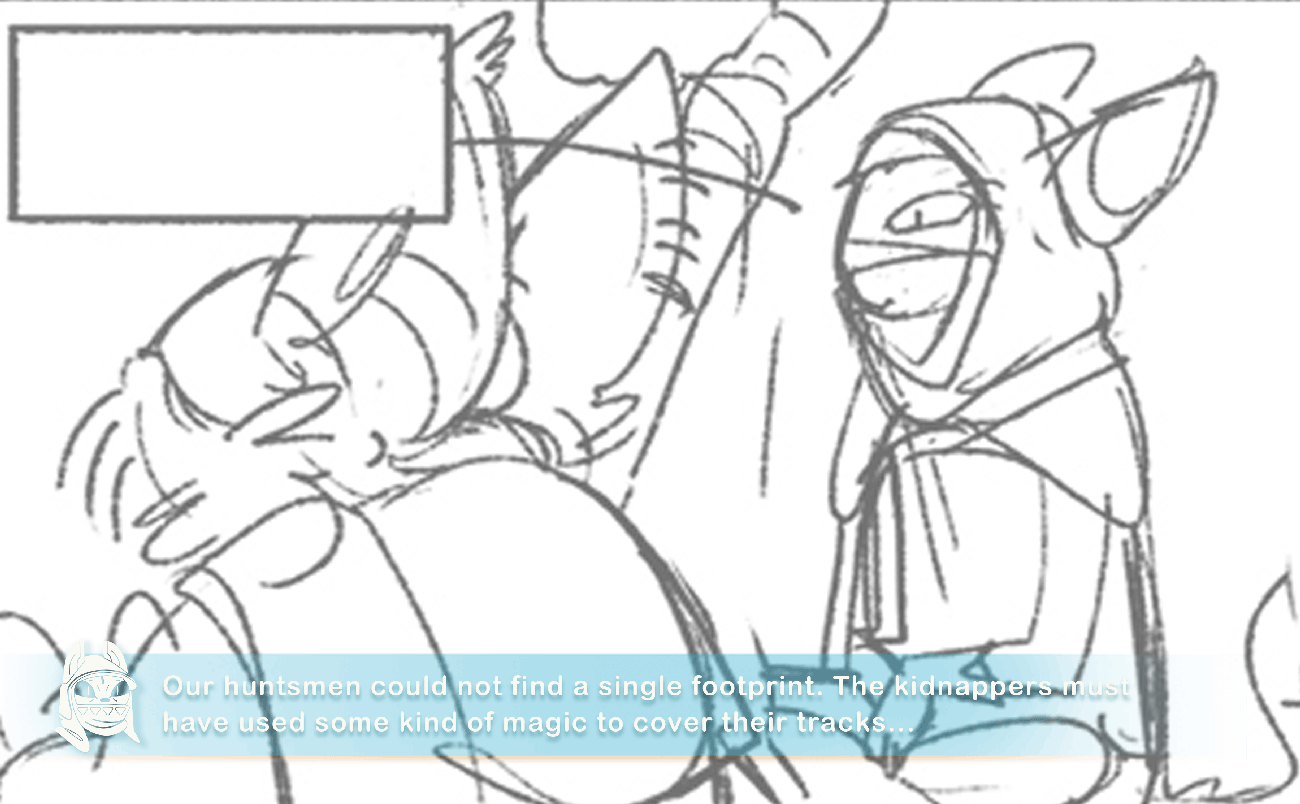 Our huntsmen could not find a single footprint. The kidnappers must
have used some kind of magic to cover their tracks...